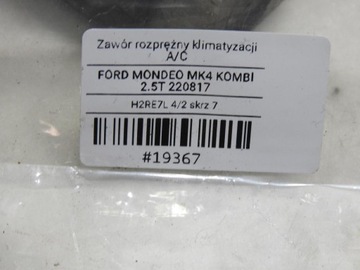 Zawór rozprężny klimatyzacji
A/C
FORD MONDEO MK4 KOMBI
2.5T 220817
H2RE7L 4/2 skrz 7
#19367